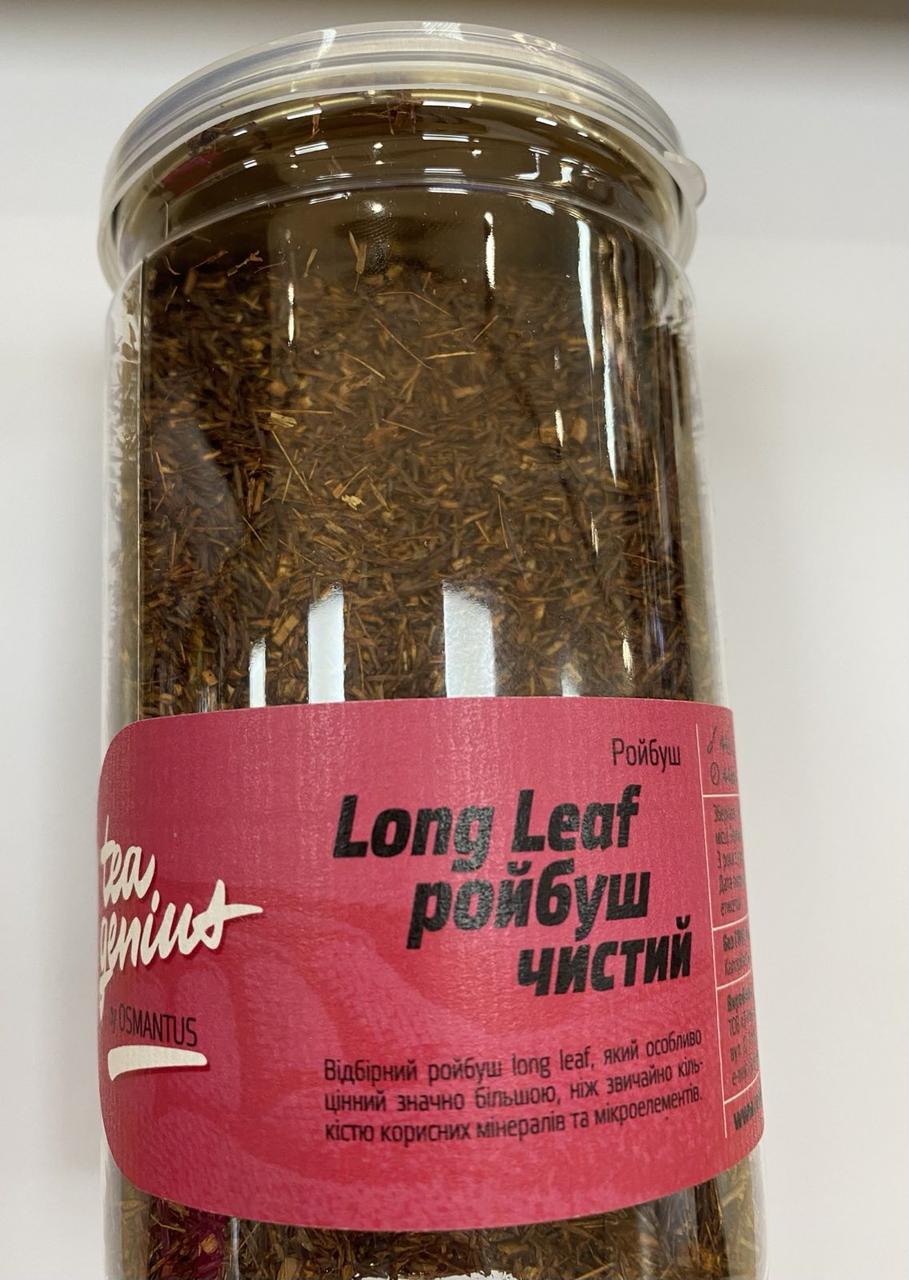 Ройбуш
Long Leaf
ройбуш
чистий
tea
genius
by OSMANTUS
Відбірний ройбуш long leaf, який особливо
цінний значно більшою, ніж звичайно кіль-
кістю корисних мінералів та мікроелементів.